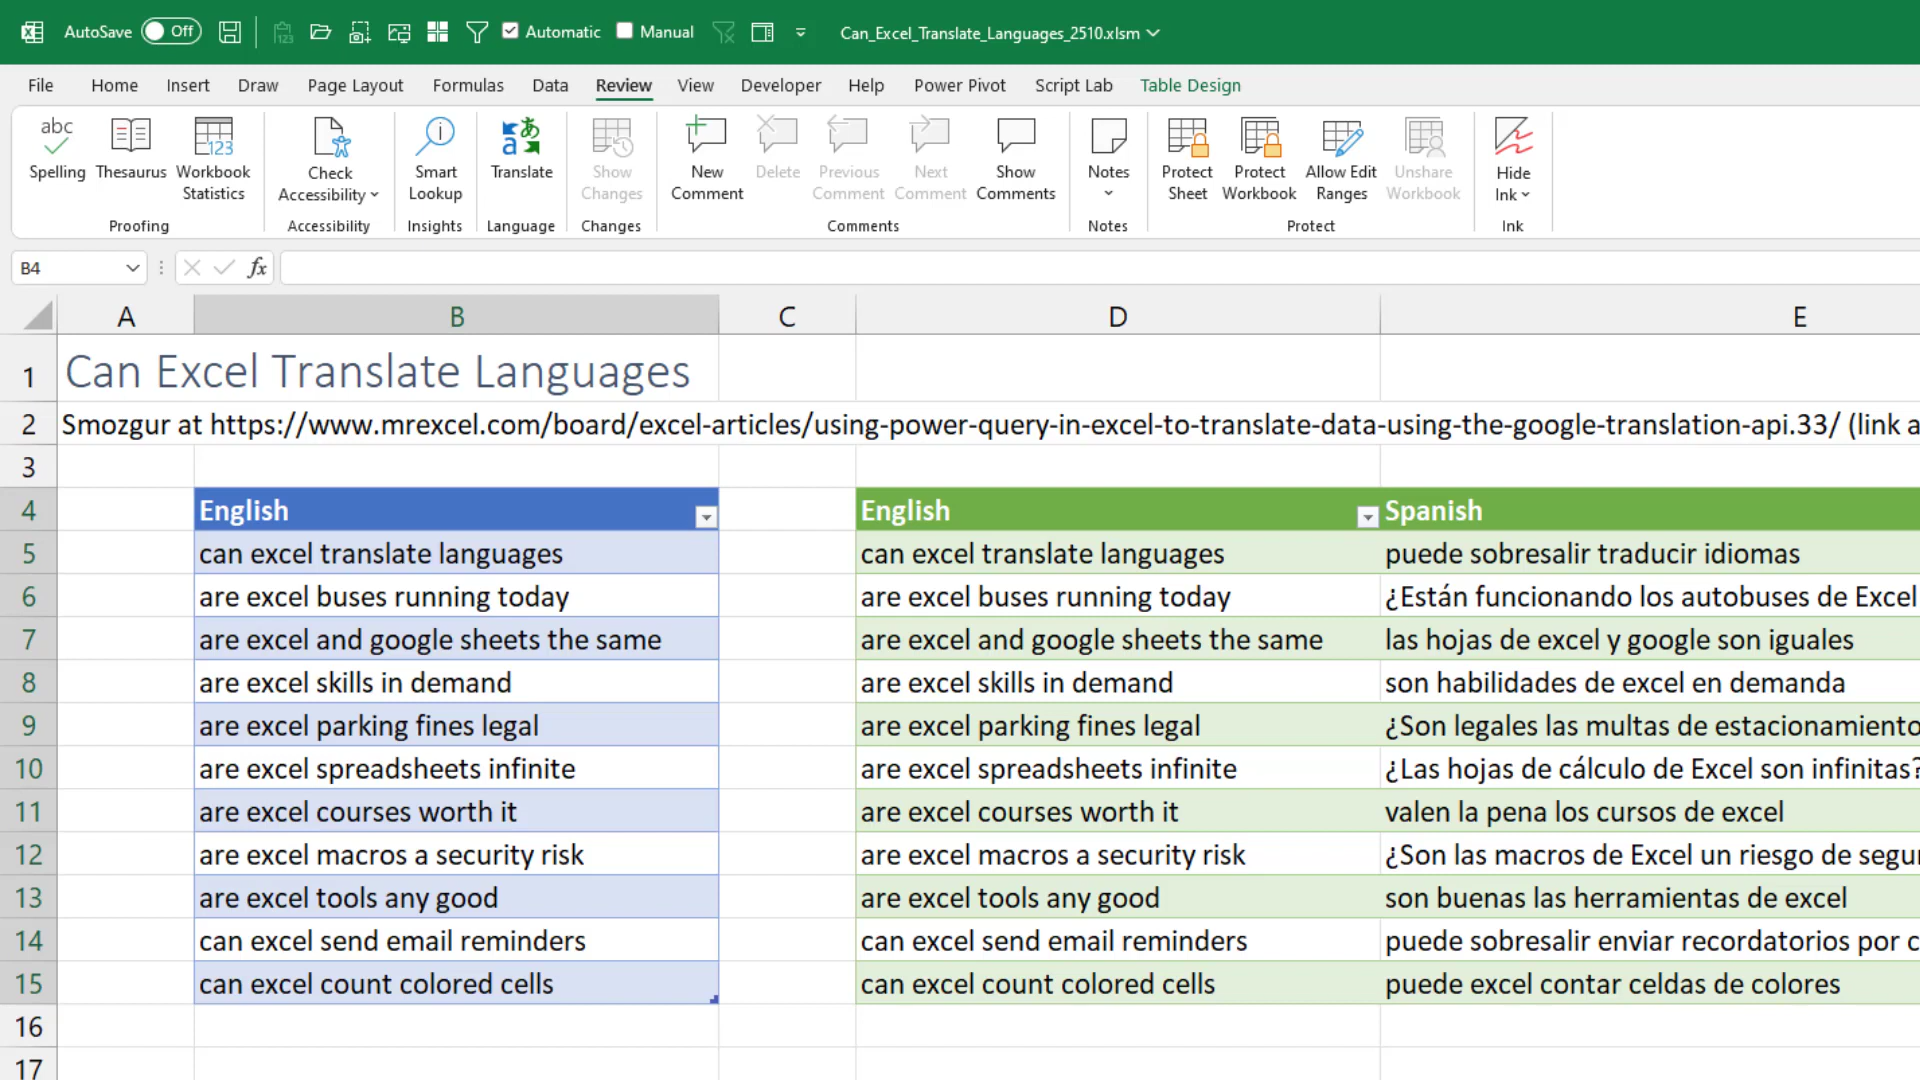 AutoSave Off Automatic Manual Can_Excel_Translate_Languages_2510.xlsm
File Home Insert Draw Page Layout Formulas Data Review View Developer Help Power Pivot Script Lab Table Design
abc
123
a あ
Spelling Thesaurus Workbook Statistics Check Accessibility Smart Lookup Translate Show Changes New Comment Delete Previous Comment Next Comment Show Comments Notes Protect Sheet Protect Workbook Allow Edit Ranges Unshare Workbook Hide Ink
Proofing Accessibility Insights Language Changes Comments Notes Protect Ink
B4 fx
A B C D E
1 Can Excel Translate Languages
2 Smozgur at https://www.mrexcel.com/board/excel-articles/using-power-query-in-excel-to-translate-data-using-the-google-translation-api.33/ (link a
3
4 English English Spanish
5 can excel translate languages can excel translate languages puede sobresalir traducir idiomas
6 are excel buses running today are excel buses running today ¿Están funcionando los autobuses de Excel
7 are excel and google sheets the same are excel and google sheets the same las hojas de excel y google son iguales
8 are excel skills in demand are excel skills in demand son habilidades de excel en demanda
9 are excel parking fines legal are excel parking fines legal ¿Son legales las multas de estacionamiento
10 are excel spreadsheets infinite are excel spreadsheets infinite ¿Las hojas de cálculo de Excel son infinitas?
11 are excel courses worth it are excel courses worth it valen la pena los cursos de excel
12 are excel macros a security risk are excel macros a security risk ¿Son las macros de Excel un riesgo de segu
13 are excel tools any good are excel tools any good son buenas las herramientas de excel
14 can excel send email reminders can excel send email reminders puede sobresalir enviar recordatorios por c
15 can excel count colored cells can excel count colored cells puede excel contar celdas de colores
16
17